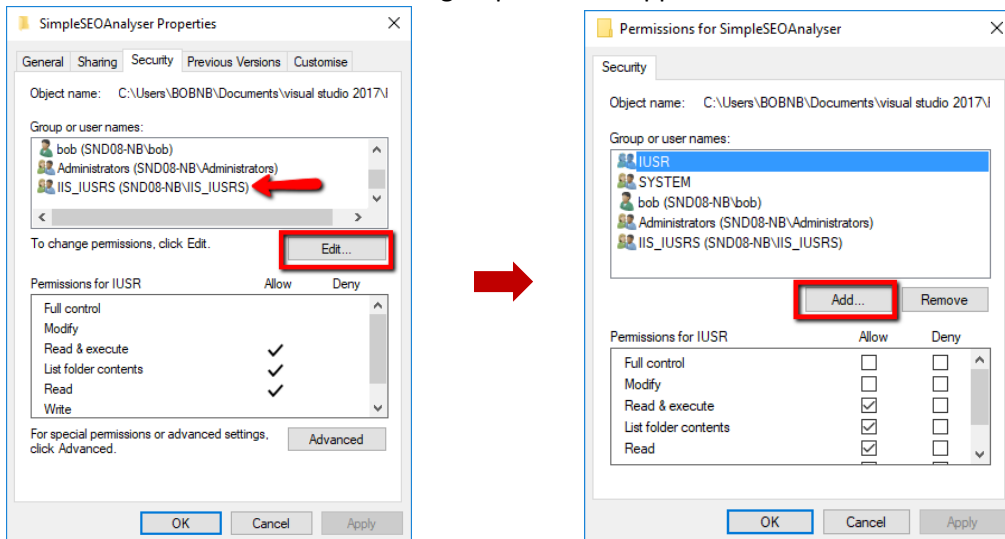 SimpleSEOAnalyser Properties
General Sharing Security Previous Versions Customise
Object name: C:\Users\BOBNB\Documents\visual studio 2017\
Group or user names:
bob (SND08-NB\bob)
Administrators (SND08-NB\Administrators)
IIS_IUSRS (SND08-NB\IIS_IUSRS)
To change permissions, click Edit.
Edit...
Permissions for IUSR Allow Deny
Full control
Modify
Read & execute
List folder contents
Read
Write
For special permissions or advanced settings,
click Advanced.
Advanced
OK Cancel Apply
Permissions for SimpleSEOAnalyser
Security
Object name: C:\Users\BOBNB\Documents\visual studio 2017\
Group or user names:
IUSR
SYSTEM
bob (SND08-NB\bob)
Administrators (SND08-NB\Administrators)
IIS_IUSRS (SND08-NB\IIS_IUSRS)
Add... Remove
Permissions for IUSR Allow Deny
Full control
Modify
Read & execute
List folder contents
Read
OK Cancel Apply